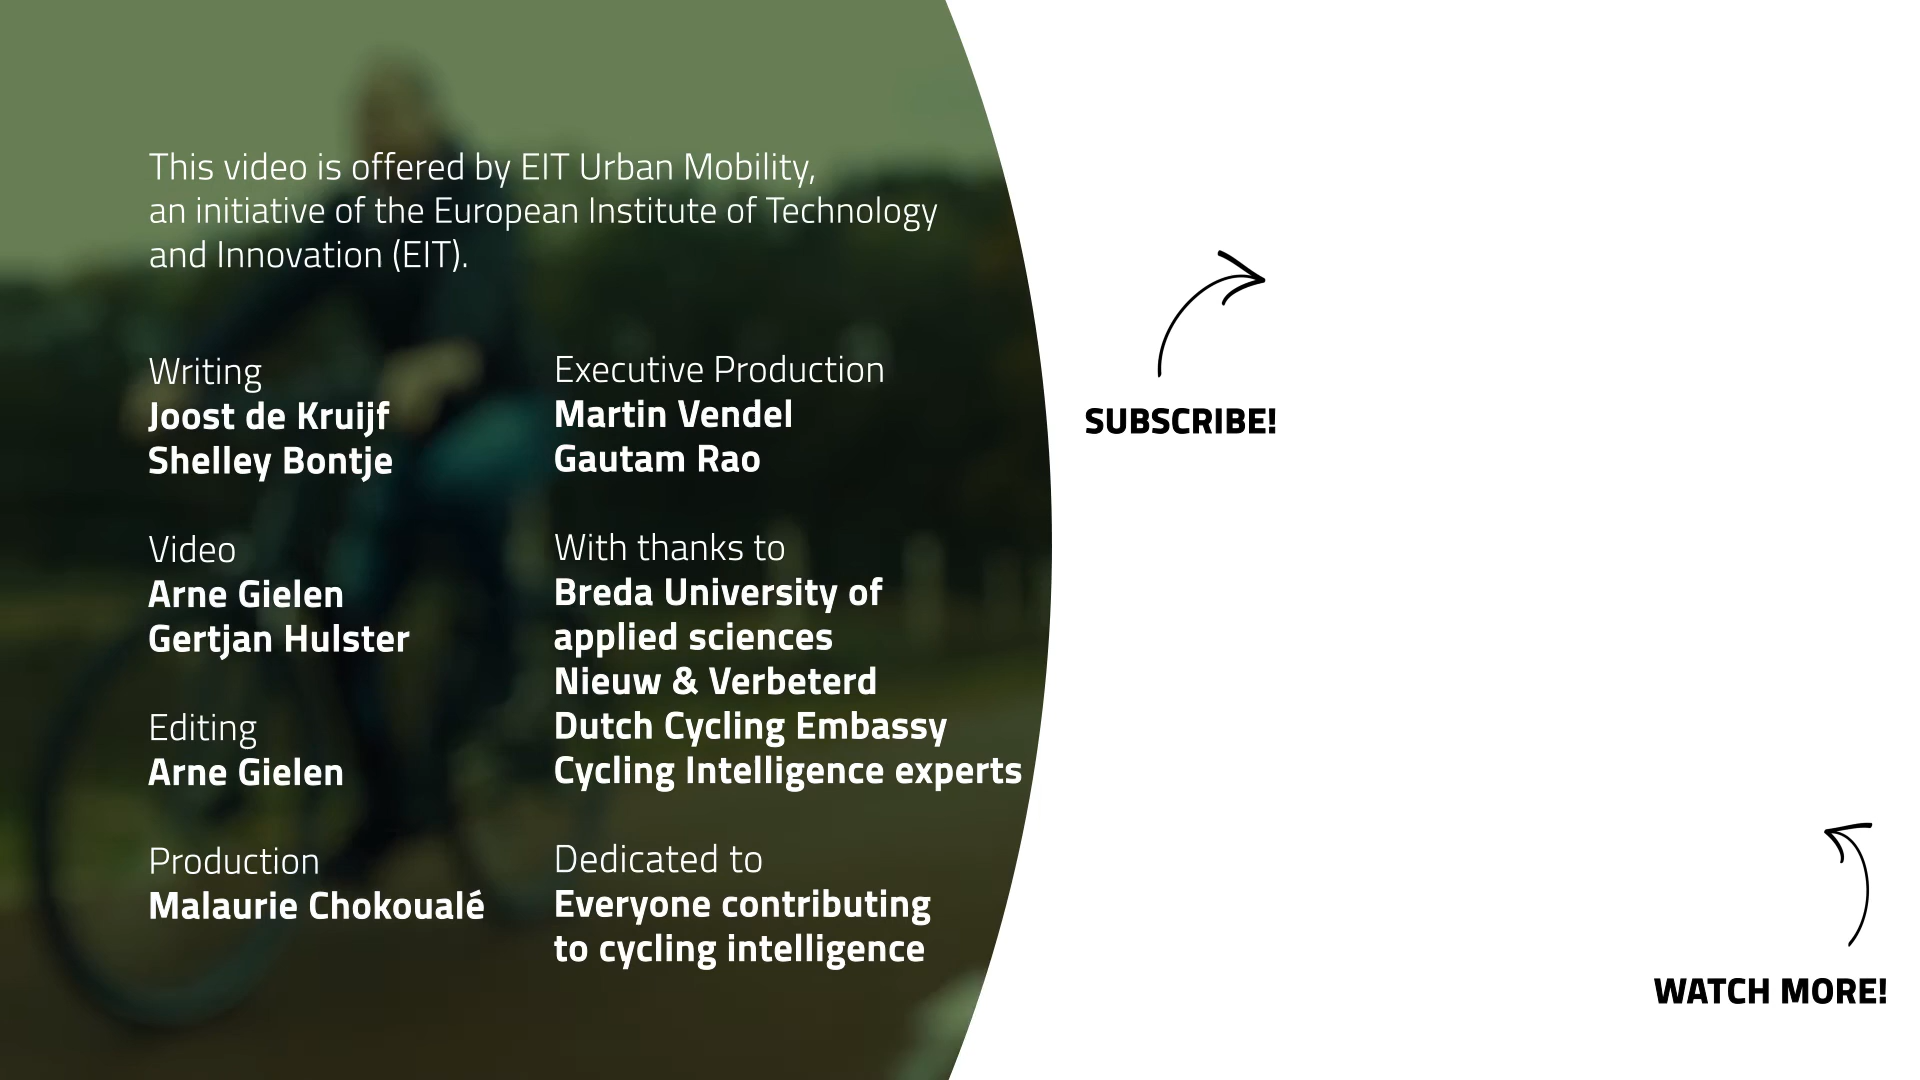 This video is offered by EIT Urban Mobility,
an initiative of the European Institute of Technology
and Innovation (EIT).
Writing
Joost de Kruijf
Shelley Bontje
Video
Arne Gielen
Gertjan Hulster
Editing
Arne Gielen
Production
Malaurie Chokoualé
Executive Production
Martin Vendel
Gautam Rao
With thanks to
Breda University of
applied sciences
Nieuw & Verbeterd
Dutch Cycling Embassy
Cycling Intelligence experts
Dedicated to
Everyone contributing
to cycling intelligence
SUBSCRIBE!
WATCH MORE!